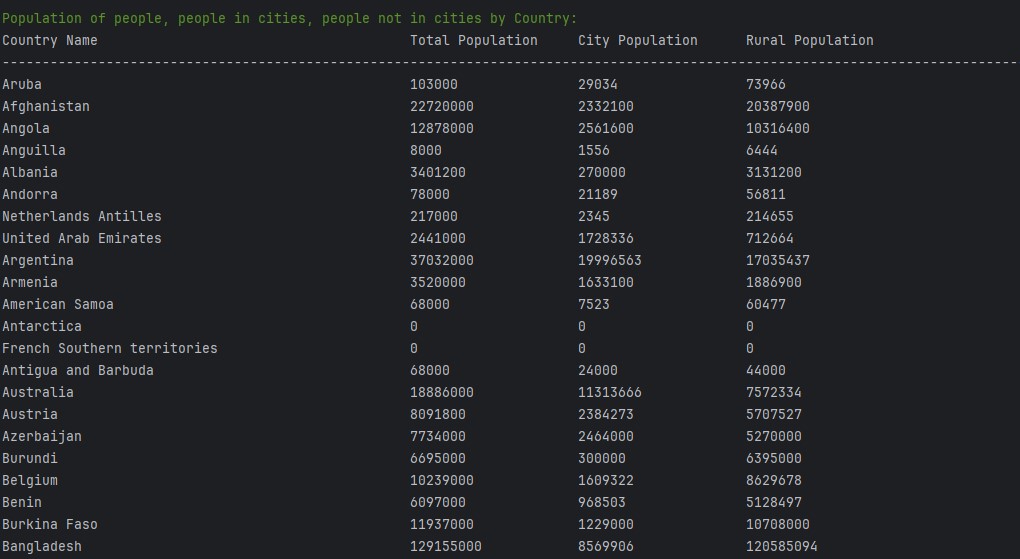 Population of people, people in cities, people not in cities by Country:
Country Name Total Population City Population Rural Population
--------------------------------------------------------------------------------------------------------------------------------
Aruba 103000 29034 73966
Afghanistan 22720000 2332100 20387900
Angola 12878000 2561600 10316400
Anguilla 8000 1556 6444
Albania 3401200 270000 3131200
Andorra 78000 21189 56811
Netherlands Antilles 217000 2345 214655
United Arab Emirates 2441000 1728336 712664
Argentina 37032000 19996563 17035437
Armenia 3520000 1633100 1886900
American Samoa 68000 7523 60477
Antarctica 0 0 0
French Southern territories 0 0 0
Antigua and Barbuda 68000 24000 44000
Australia 18886000 11313666 7572334
Austria 8091800 2384273 5707527
Azerbaijan 7734000 2464000 5270000
Burundi 6695000 300000 6395000
Belgium 10239000 1609322 8629678
Benin 6097000 968503 5128497
Burkina Faso 11937000 1229000 10708000
Bangladesh 129155000 8569906 120585094